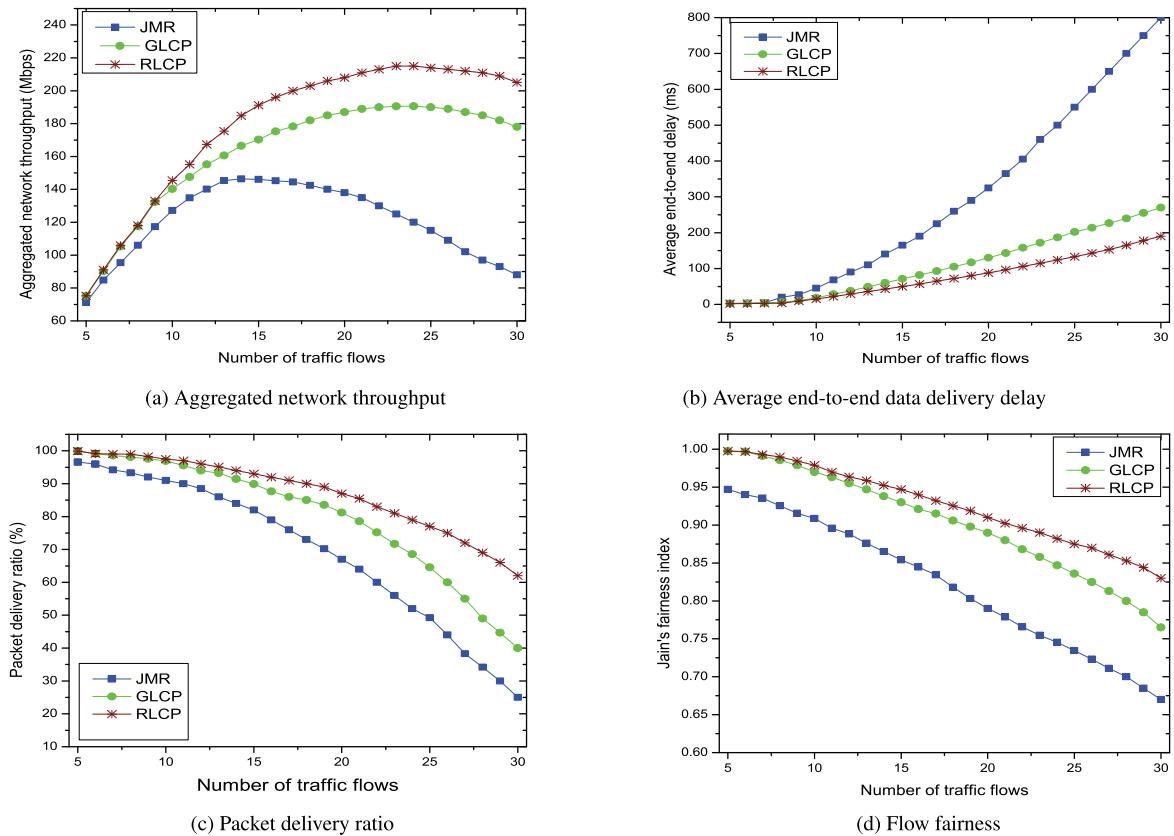 240
220
200
180
160
140
120
100
80
60
Aggregated network throughput (Mbps)
JMR
GLCP
RLCP
5 10 15 20 25 30
Number of traffic flows
(a) Aggregated network throughput
800
700
600
500
400
300
200
100
0
Average end-to-end delay (ms)
JMR
GLCP
RLCP
5 10 15 20 25 30
Number of traffic flows
(b) Average end-to-end data delivery delay
100
90
80
70
60
50
40
30
20
10
Packet delivery ratio (%)
JMR
GLCP
RLCP
5 10 15 20 25 30
Number of traffic flows
(c) Packet delivery ratio
1.00
0.95
0.90
0.85
0.80
0.75
0.70
0.65
0.60
Jain's fairness index
JMR
GLCP
RLCP
5 10 15 20 25 30
Number of traffic flows
(d) Flow fairness